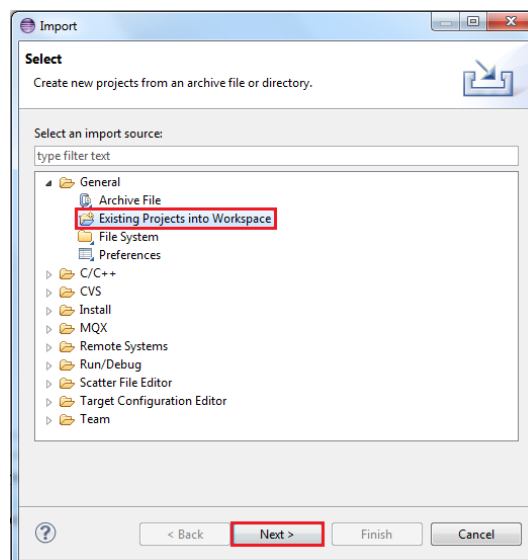 Import
Select
Create new projects from an archive file or directory.
Select an import source:
type filter text
General
Archive File
Existing Projects into Workspace
File System
Preferences
C/C++
CVS
Install
MQX
Remote Systems
Run/Debug
Scatter File Editor
Target Configuration Editor
Team
? < Back Next > Finish Cancel